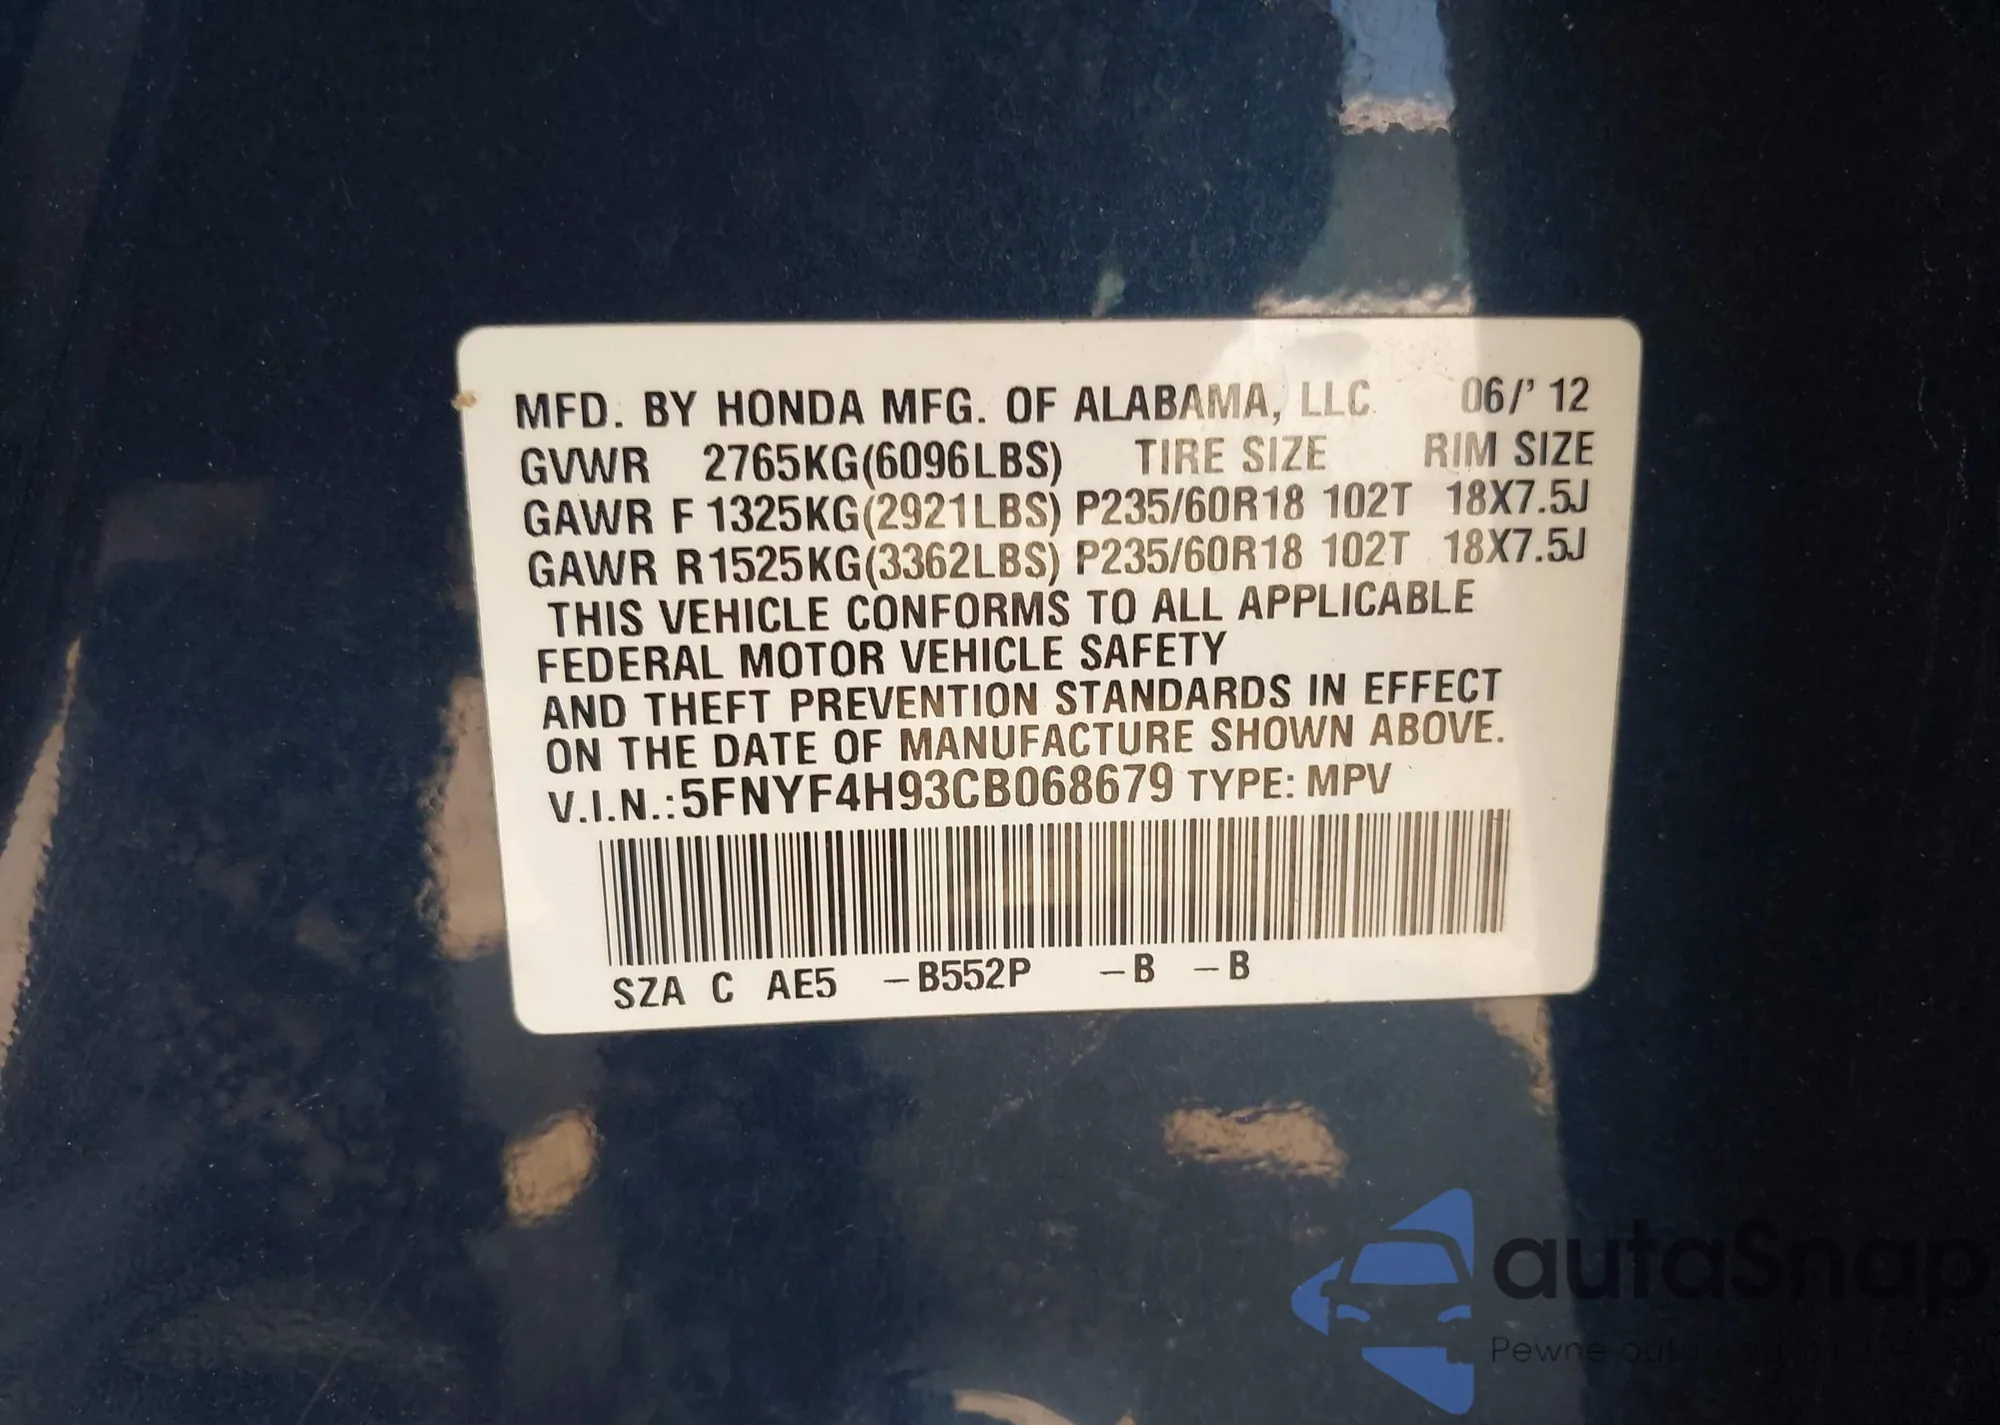 MFD. BY HONDA MFG. OF ALABAMA, LLC. 06/' 12
GVWR 2765KG(6096LBS) TIRE SIZE RIM SIZE
GAWR F 1325KG(2921LBS) P235/60R18 102T 18X7.5J
GAWR R1525KG(3362LBS) P235/60R18 102T 18X7.5J
THIS VEHICLE CONFORMS TO ALL APPLICABLE
FEDERAL MOTOR VEHICLE SAFETY
AND THEFT PREVENTION STANDARDS IN EFFECT
ON THE DATE OF MANUFACTURE SHOWN ABOVE.
V.I.N.:5FNYF4H93CB068679 TYPE: MPV
SZA C AE5 –B552P –B –B
autaSnap
Pewne